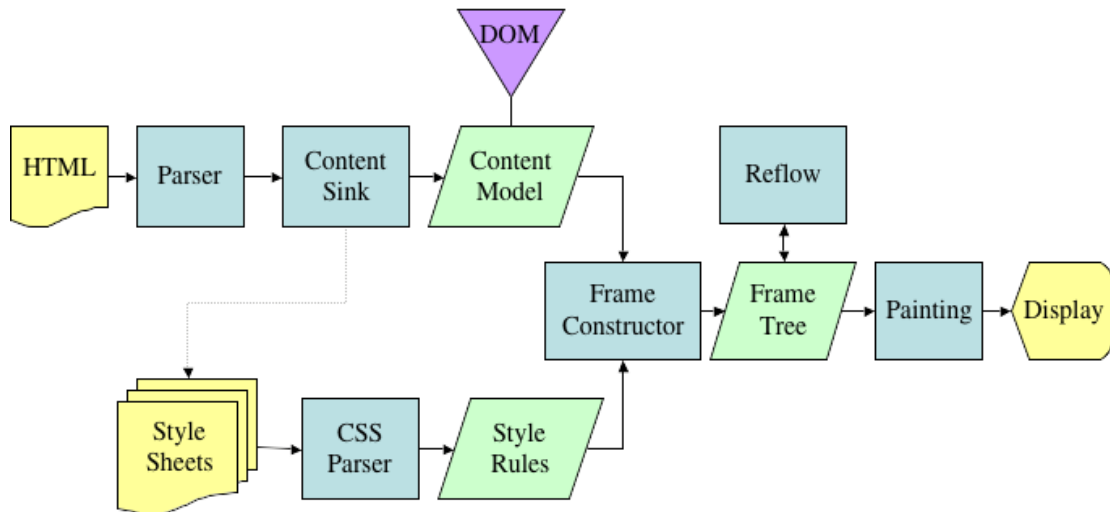 DOM
HTML
Parser
Content
Sink
Content
Model
Reflow
Frame
Constructor
Frame
Tree
Painting
Display
Style
Sheets
CSS
Parser
Style
Rules